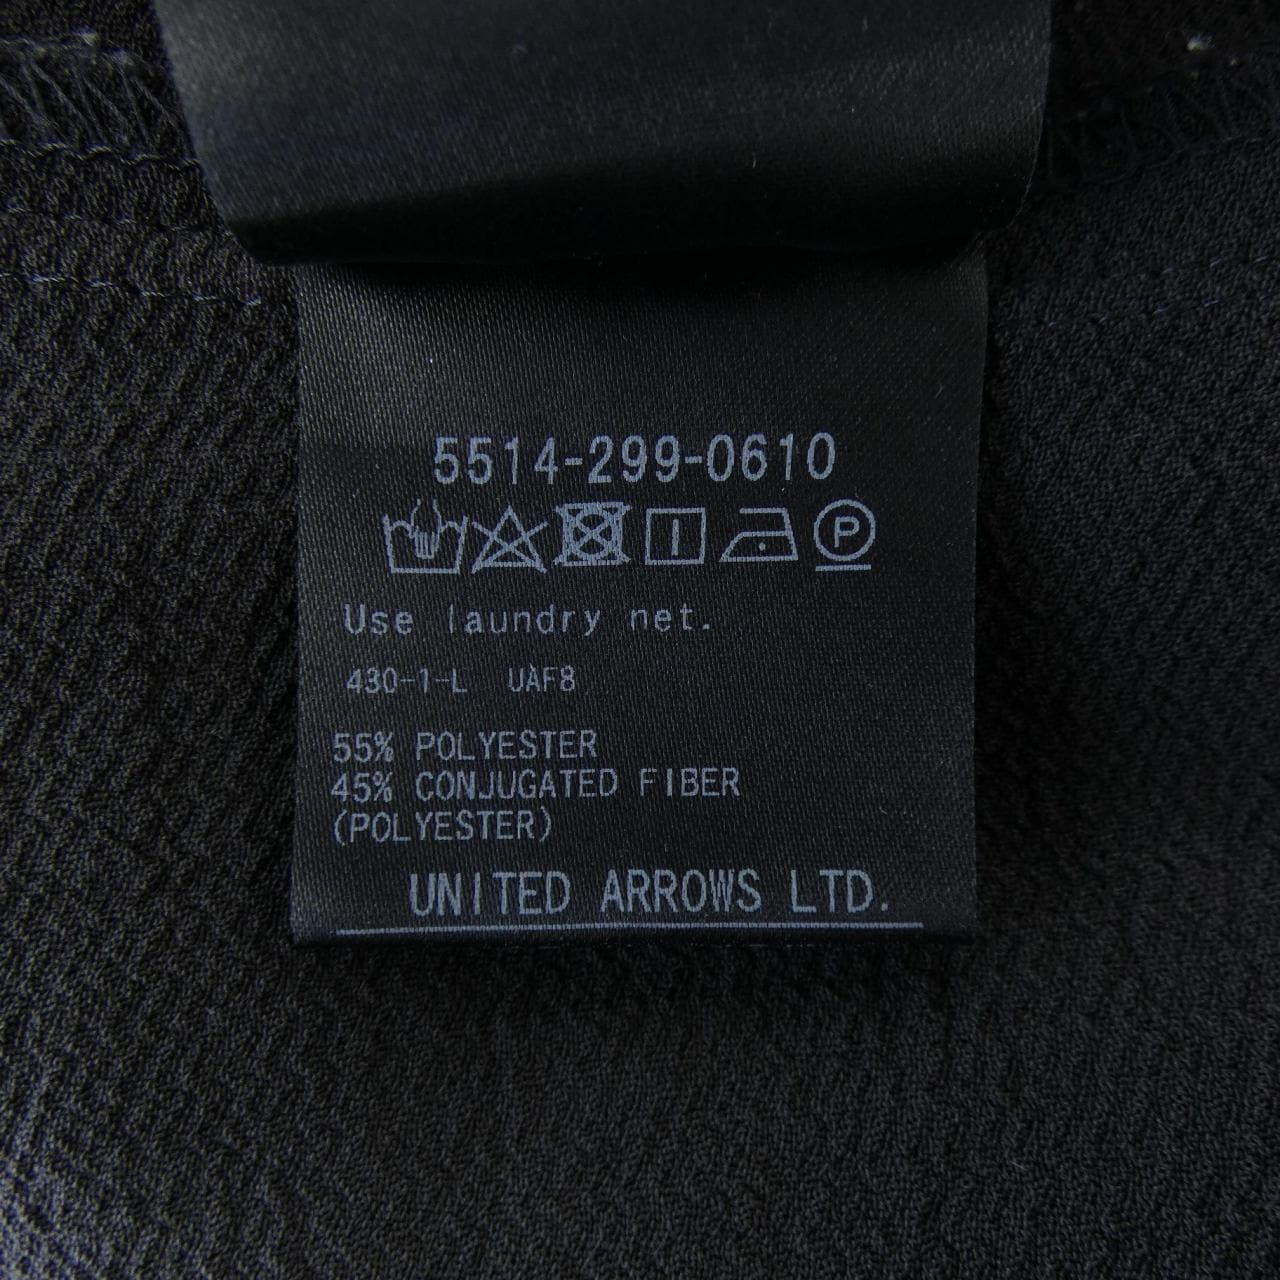 5514-299-0610
P
Use laundry net.
430-1-L UAF8
55% POLYESTER
45% CONJUGATED FIBER
(POLYESTER)
UNITED ARROWS LTD.